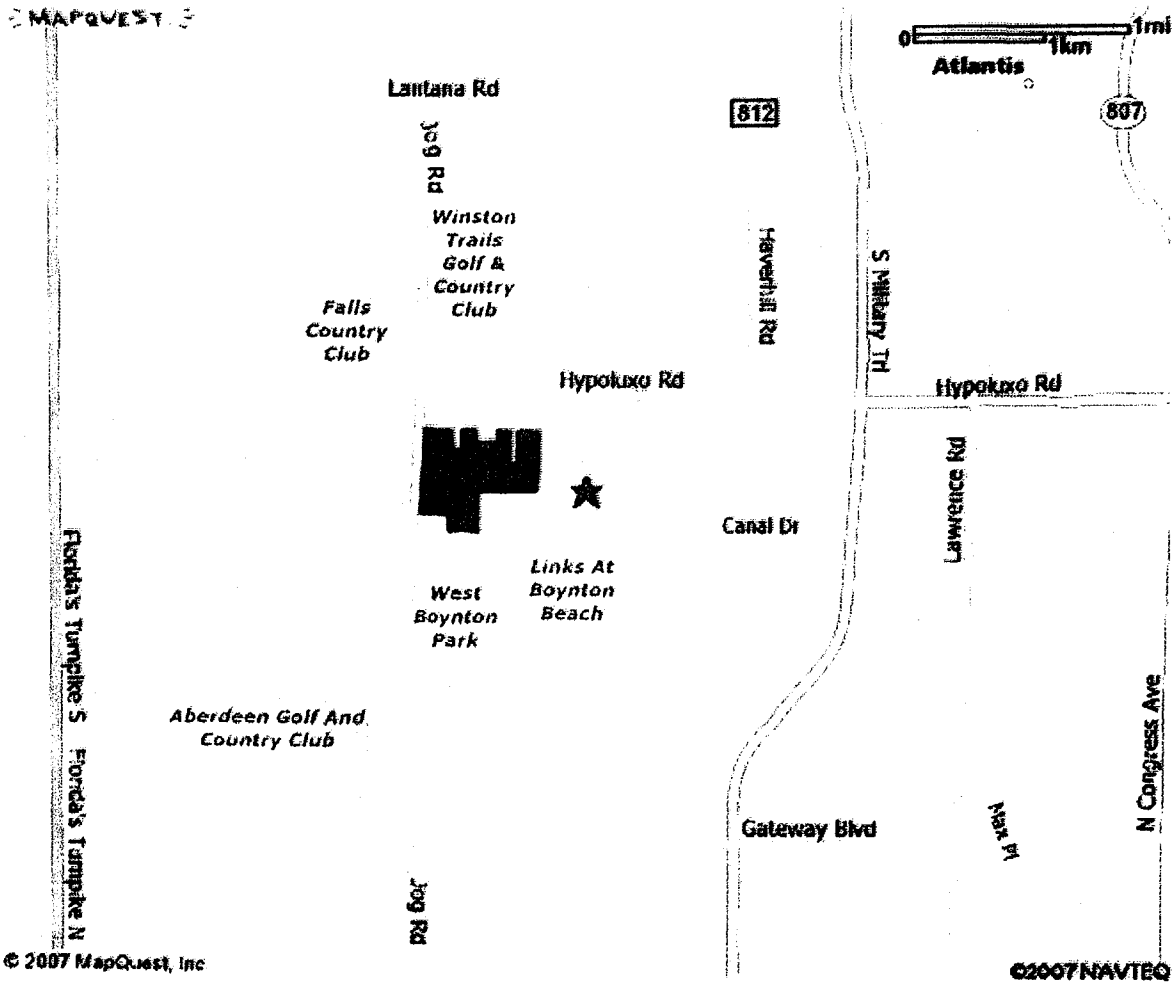 MAPQUEST
0
1mi
1km
Atlantis
Lantana Rd
812
807
Jog Rd
Winston
Trails
Golf &
Country
Club
Haverhill Rd
S Military Trl
Falls
Country
Club
Hypoluxo Rd
Hypoluxo Rd
Lawrence Rd
Canal Dr
Links At
Boynton
Beach
West
Boynton
Park
Florida's Turnpike S
Florida's Turnpike N
Aberdeen Golf And
Country Club
N Congress Ave
Gateway Blvd
Max Pl
Jog Rd
© 2007 MapQuest, Inc
©2007 NAVTEQ